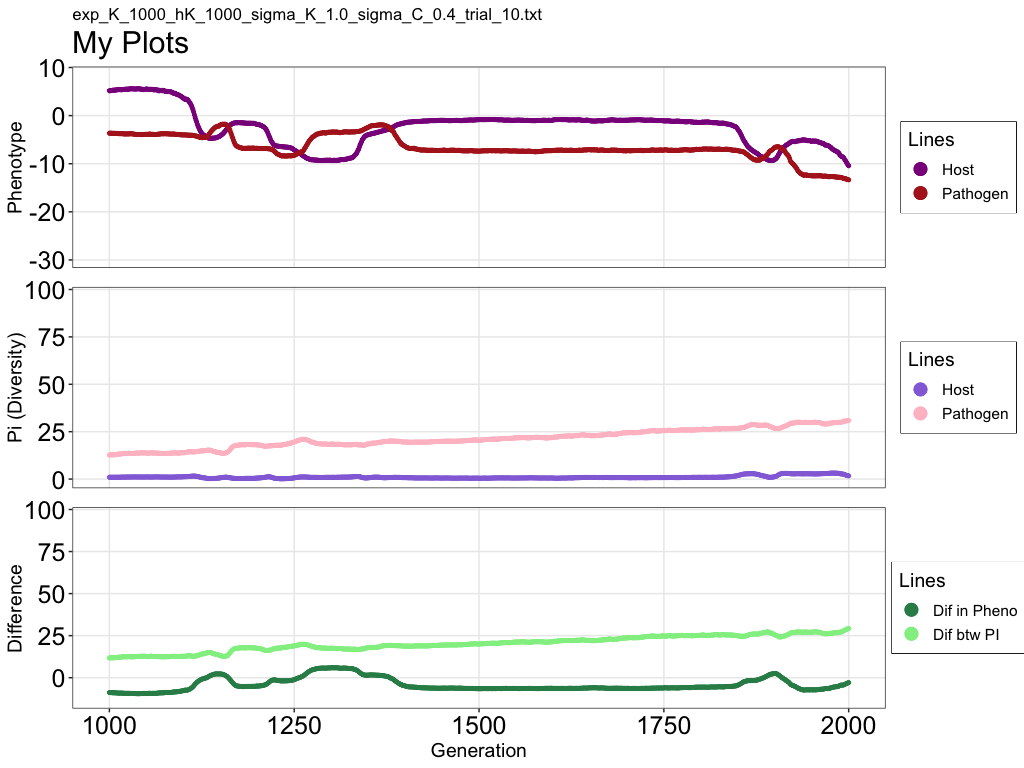 exp_K_1000_hK_1000_sigma_K_1.0_sigma_C_0.4_trial_10.txt
My Plots
10
0
-10
-20
-30
Phenotype
Lines
Host
Pathogen
100
75
50
25
0
Pi (Diversity)
Lines
Host
Pathogen
100
75
50
25
0
Difference
Lines
Dif in Pheno
Dif btw PI
1000 1250 1500 1750 2000
Generation